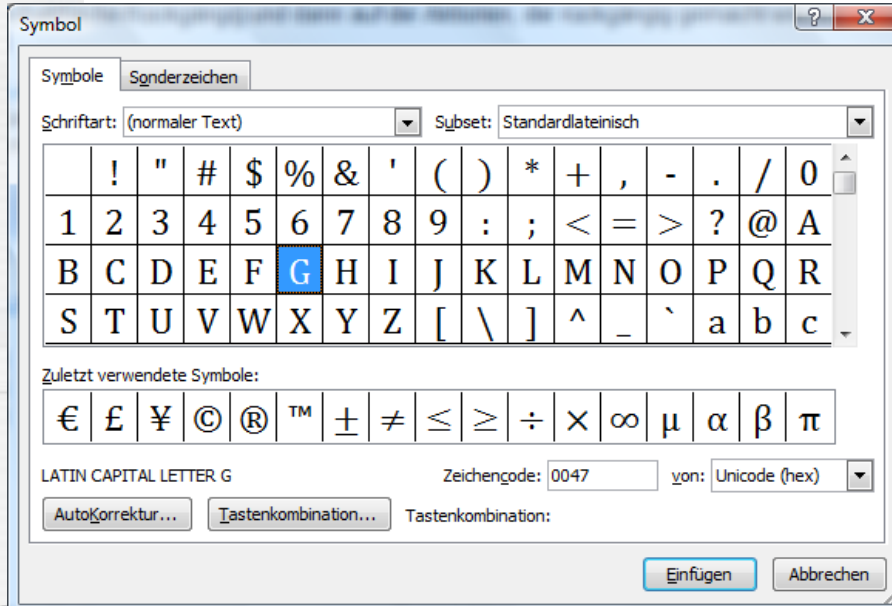 Symbol
Symbole Sonderzeichen
Schriftart: (normaler Text) Subset: Standardlateinisch
! " # $ % & ' ( ) * + , - . / 0
1 2 3 4 5 6 7 8 9 : ; < = > ? @ A
B C D E F G H I J K L M N O P Q R
S T U V W X Y Z [ \ ] ^ _ ` a b c
Zuletzt verwendete Symbole:
€ £ ¥ © ® ™ ± ≠ ≤ ≥ ÷ × ∞ µ α β π
LATIN CAPITAL LETTER G Zeichencode: 0047 von: Unicode (hex)
AutoKorrektur... Tastenkombination... Tastenkombination:
Einfügen Abbrechen